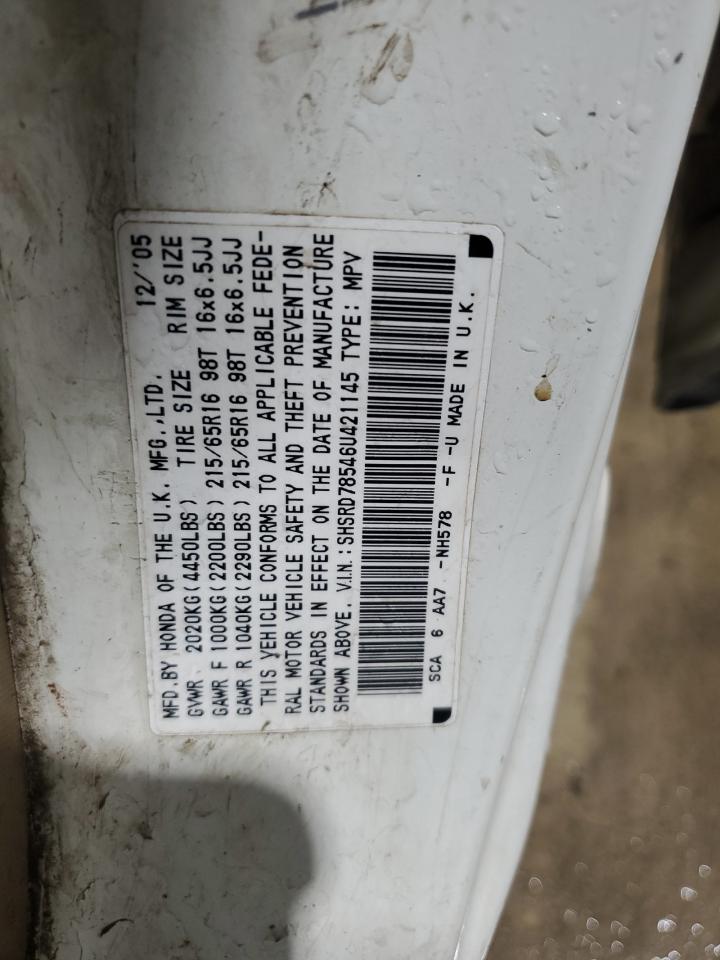 MFD.BY HONDA OF THE U.K. MFG.,LTD. 12/'05
GVWR 2020KG(4450LBS) TIRE SIZE RIM SIZE
GAWR F 1000KG(2200LBS) 215/65R16 98T 16x6.5JJ
GAWR R 1040KG(2290LBS) 215/65R16 98T 16x6.5JJ
THIS VEHICLE CONFORMS TO ALL APPLICABLE FEDE-
RAL MOTOR VEHICLE SAFETY AND THEFT PREVENTION
STANDARDS IN EFFECT ON THE DATE OF MANUFACTURE
SHOWN ABOVE. V.I.N.: SHSRD78546U421145 TYPE: MPV
SCA 6 AA7 -NH578 -F -U MADE IN U.K.